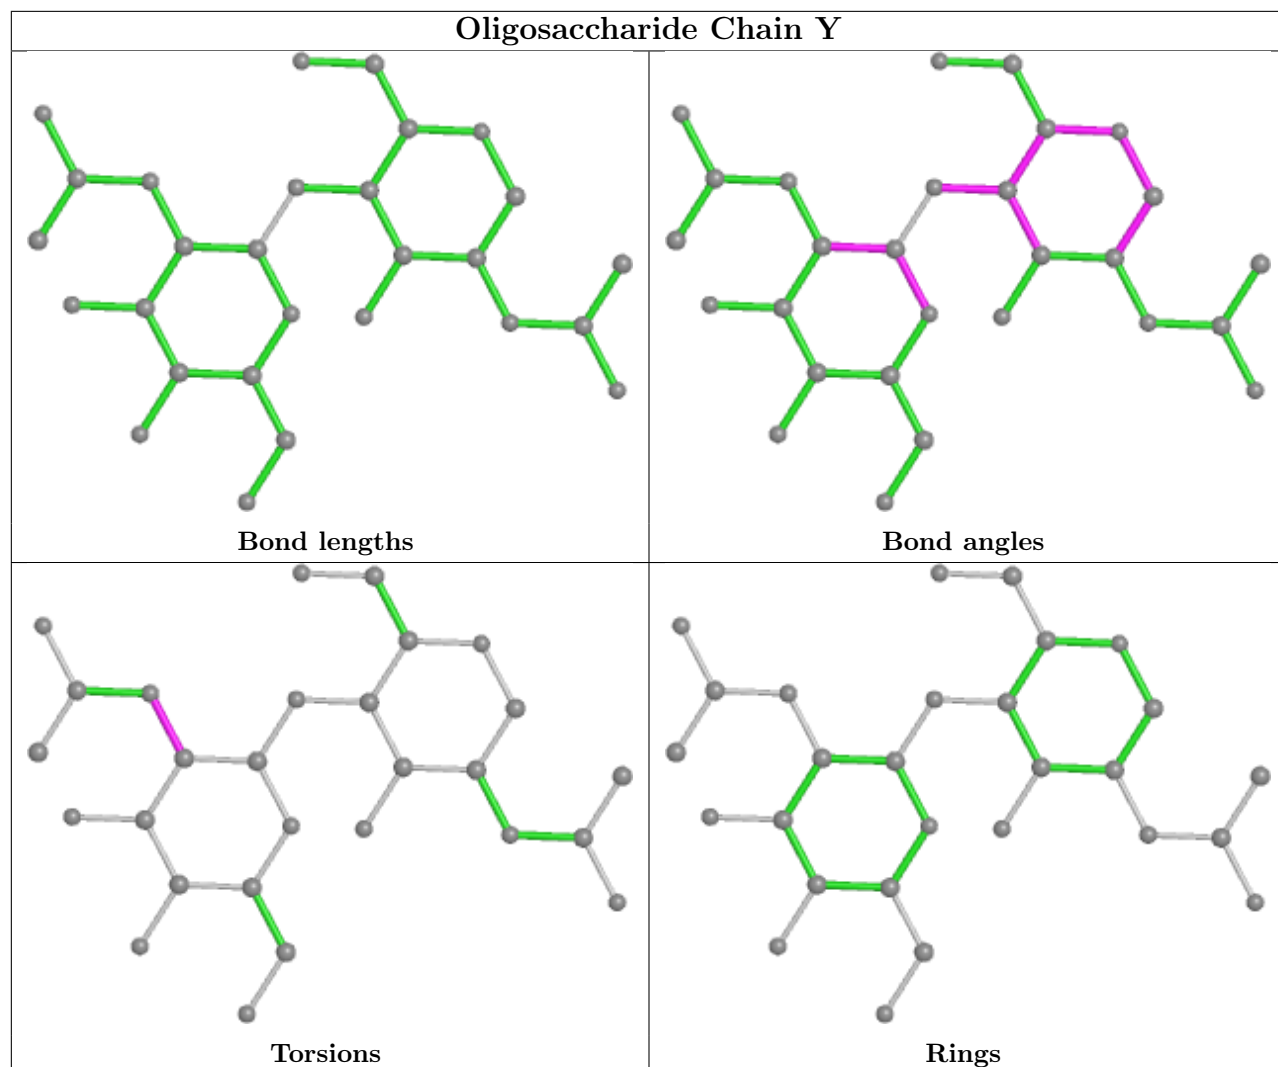 Oligosaccharide Chain Y
Bond lengths
Bond angles
Torsions
Rings